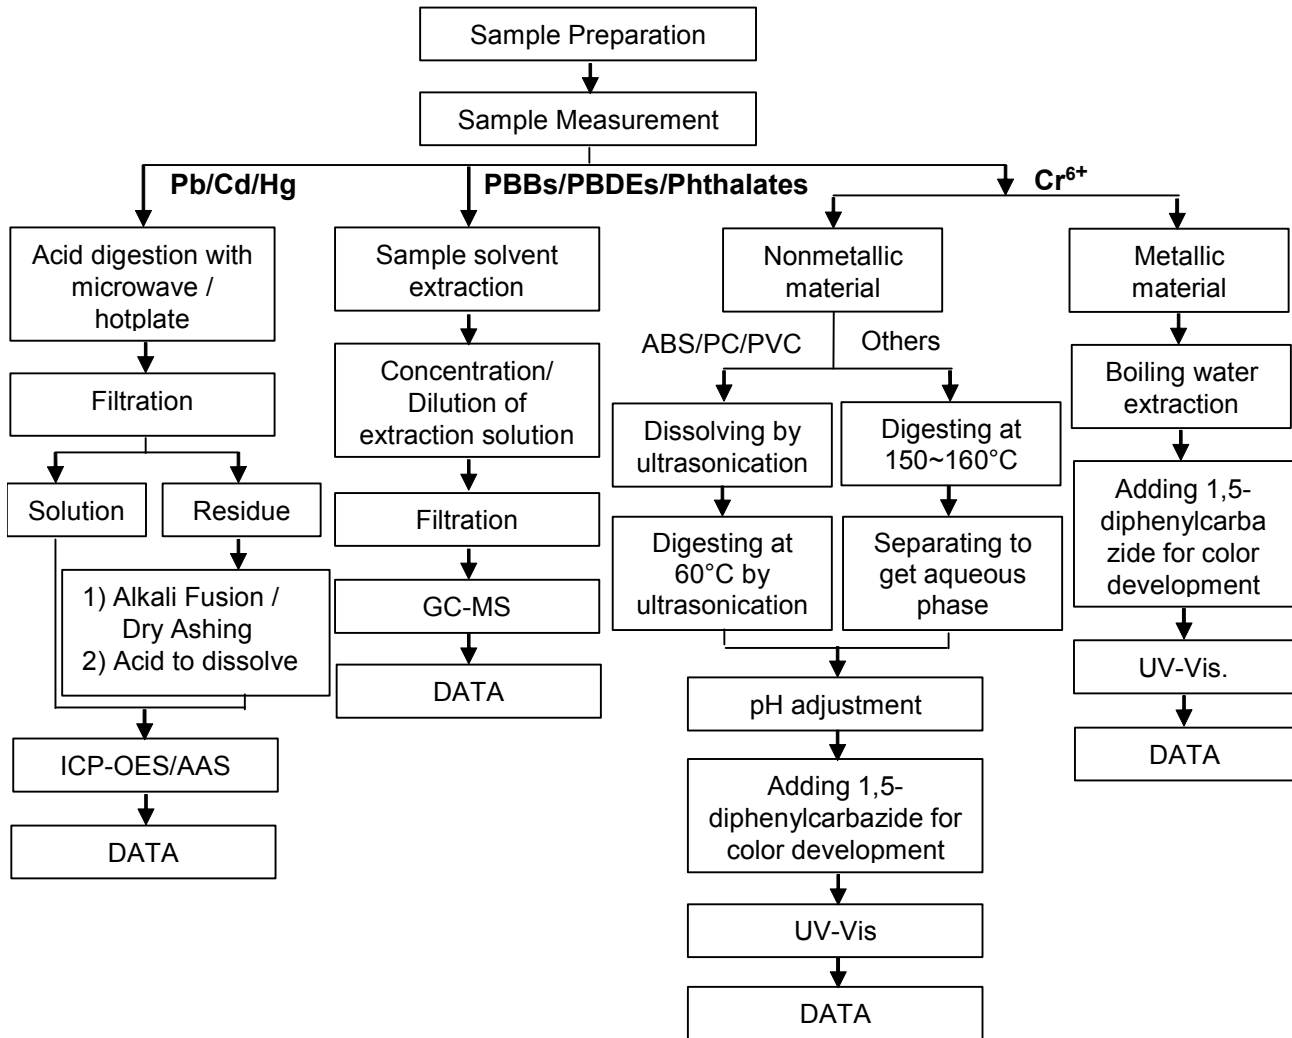 Sample Preparation
Sample Measurement
Pb/Cd/Hg
PBBs/PBDEs/Phthalates
Cr⁶⁺
Acid digestion with
microwave /
hotplate
Filtration
Solution
Residue
1) Alkali Fusion /
Dry Ashing
2) Acid to dissolve
ICP-OES/AAS
DATA
Sample solvent
extraction
Concentration/
Dilution of
extraction solution
Filtration
GC-MS
DATA
Nonmetallic
material
ABS/PC/PVC
Others
Dissolving by
ultrasonication
Digesting at
60°C by
ultrasonication
Digesting at
150~160°C
Separating to
get aqueous
phase
pH adjustment
Adding 1,5-
diphenylcarbazide for
color development
UV-Vis
DATA
Metallic
material
Boiling water
extraction
Adding 1,5-
diphenylcarba
zide for color
development
UV-Vis.
DATA